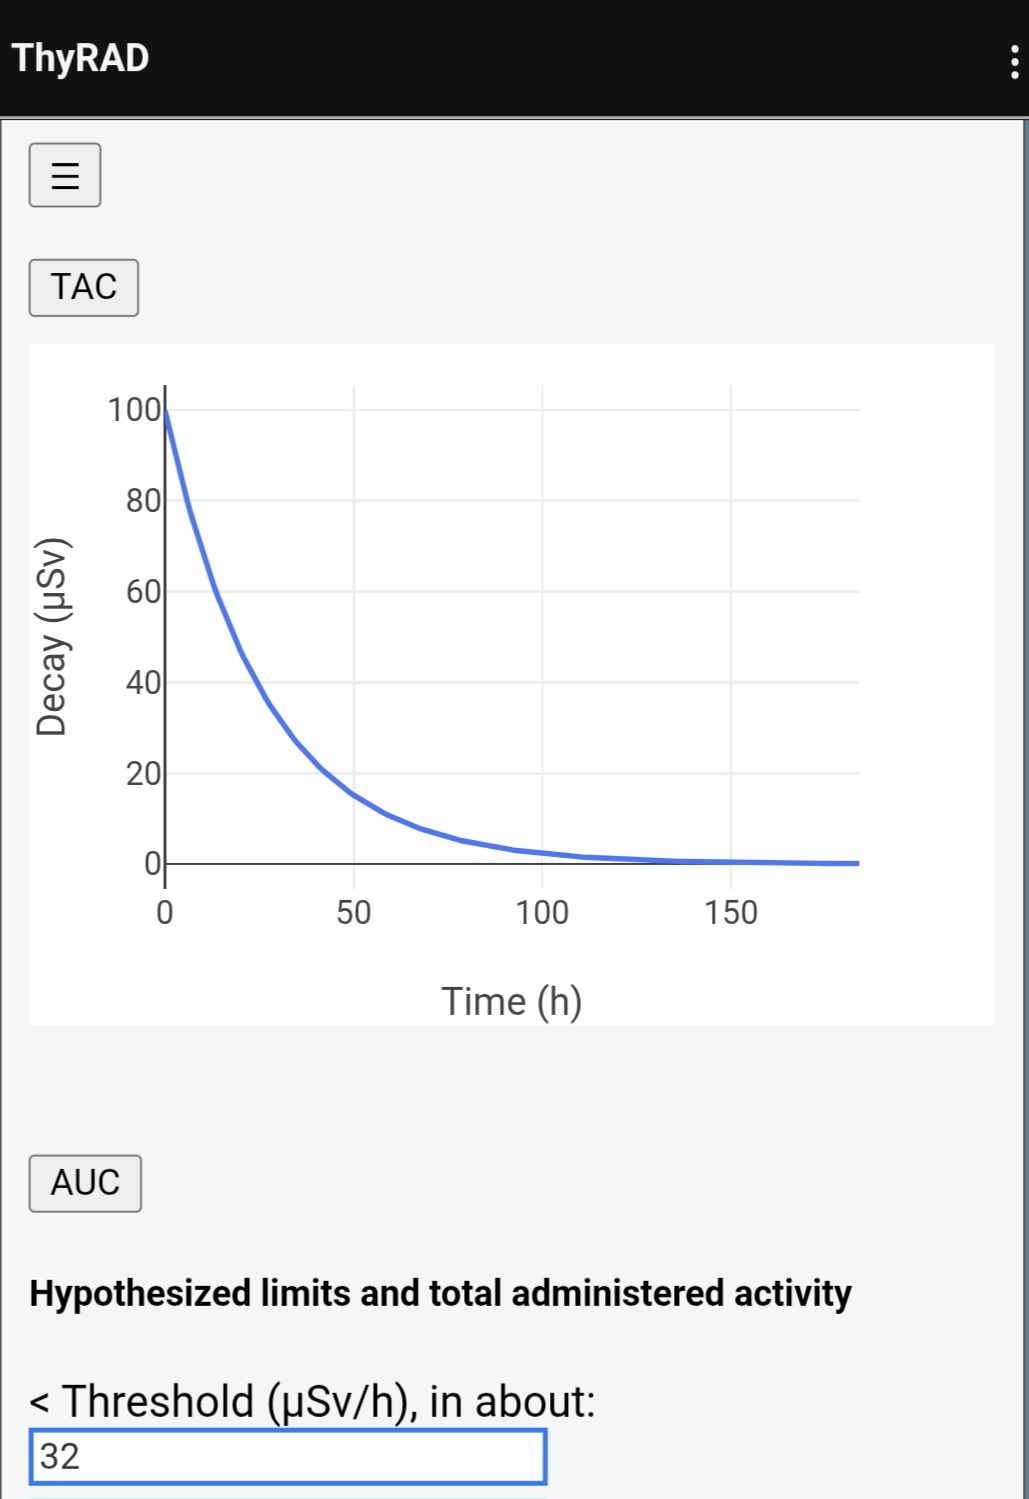 ThyRAD
☰
TAC
100
80
60
40
20
0
Decay (μSv)
0 50 100 150
Time (h)
AUC
Hypothesized limits and total administered activity
< Threshold (μSv/h), in about:
32